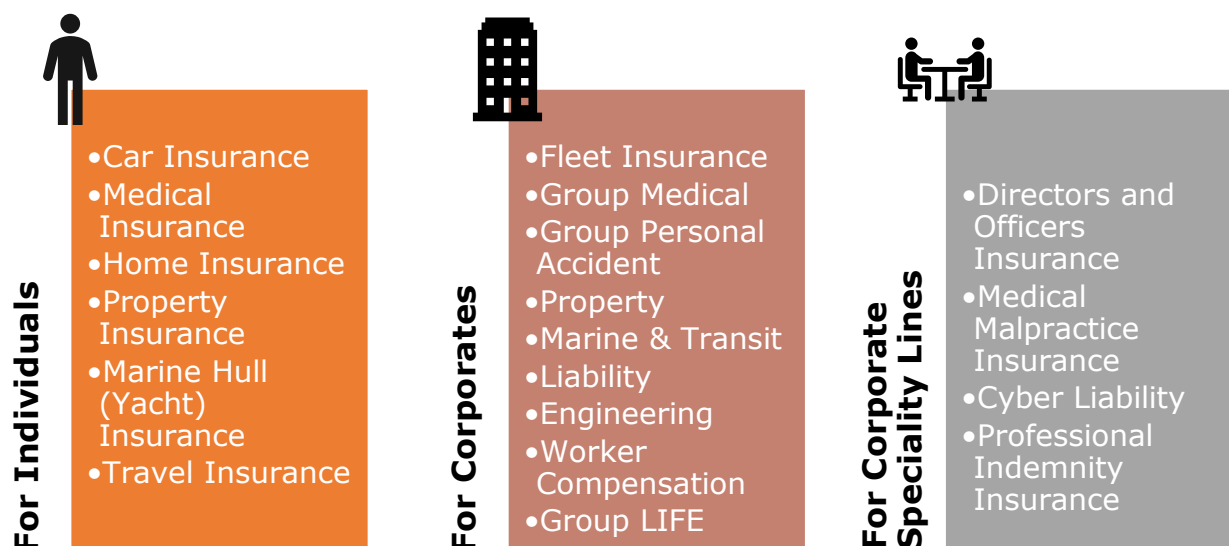 For Individuals
•Car Insurance
•Medical
Insurance
•Home Insurance
•Property
Insurance
•Marine Hull
(Yacht)
Insurance
•Travel Insurance
For Corporates
•Fleet Insurance
•Group Medical
•Group Personal
Accident
•Property
•Marine & Transit
•Liability
•Engineering
•Worker
Compensation
•Group LIFE
For Corporate
Speciality Lines
•Directors and
Officers
Insurance
•Medical
Malpractice
Insurance
•Cyber Liability
•Professional
Indemnity
Insurance